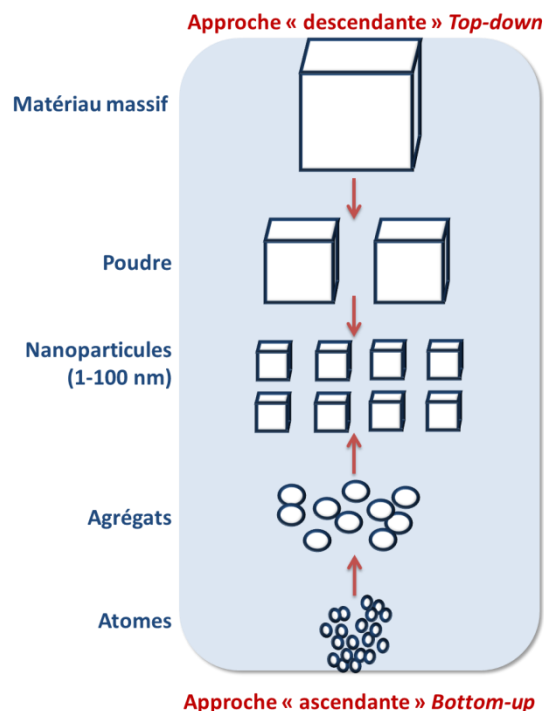 Approche « descendante » Top-down
Matériau massif
Poudre
Nanoparticules
(1-100 nm)
Agrégats
Atomes
Approche « ascendante » Bottom-up